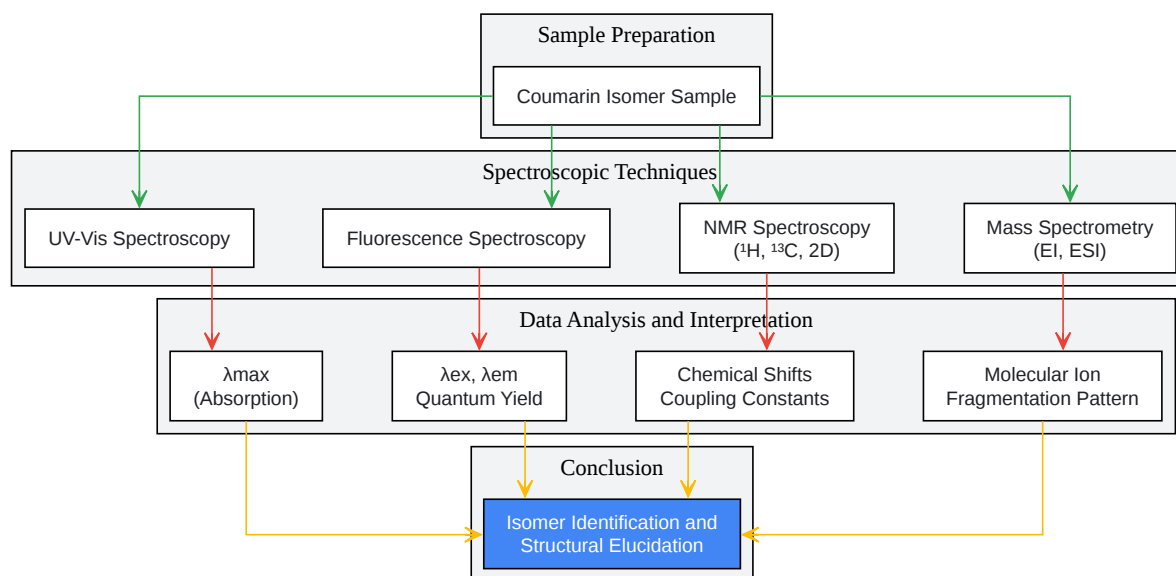 Sample Preparation
Coumarin Isomer Sample
Spectroscopic Techniques
UV-Vis Spectroscopy
Fluorescence Spectroscopy
NMR Spectroscopy
(¹H, ¹³C, 2D)
Mass Spectrometry
(EI, ESI)
Data Analysis and Interpretation
λmax
(Absorption)
λex, λem
Quantum Yield
Chemical Shifts
Coupling Constants
Molecular Ion
Fragmentation Pattern
Conclusion
Isomer Identification and
Structural Elucidation